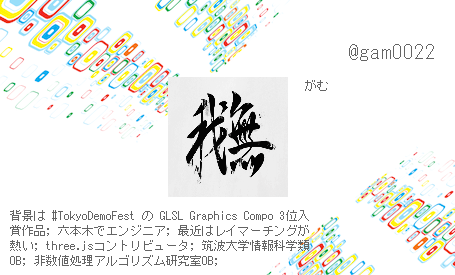 @gam0022
がむ
我無
背景は #TokyoDemoFest の GLSL Graphics Compo 3位入
賞作品; 六本木でエンジニア; 最近はレイマーチングが
熱い; three.jsコントリビュータ; 筑波大学情報科学類
OB; 非数値処理アルゴリズム研究室OB;